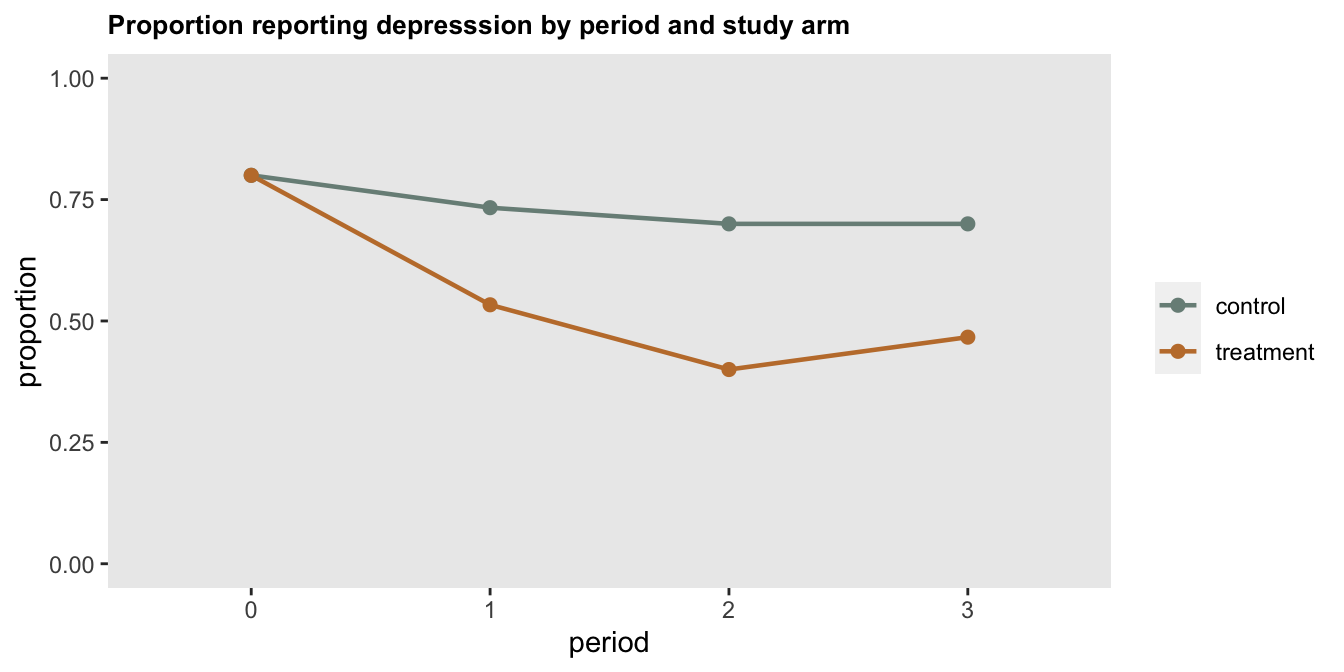 Proportion reporting depresssion by period and study arm
1.00
0.75
0.50
0.25
0.00
proportion
0 1 2 3
period
control
treatment